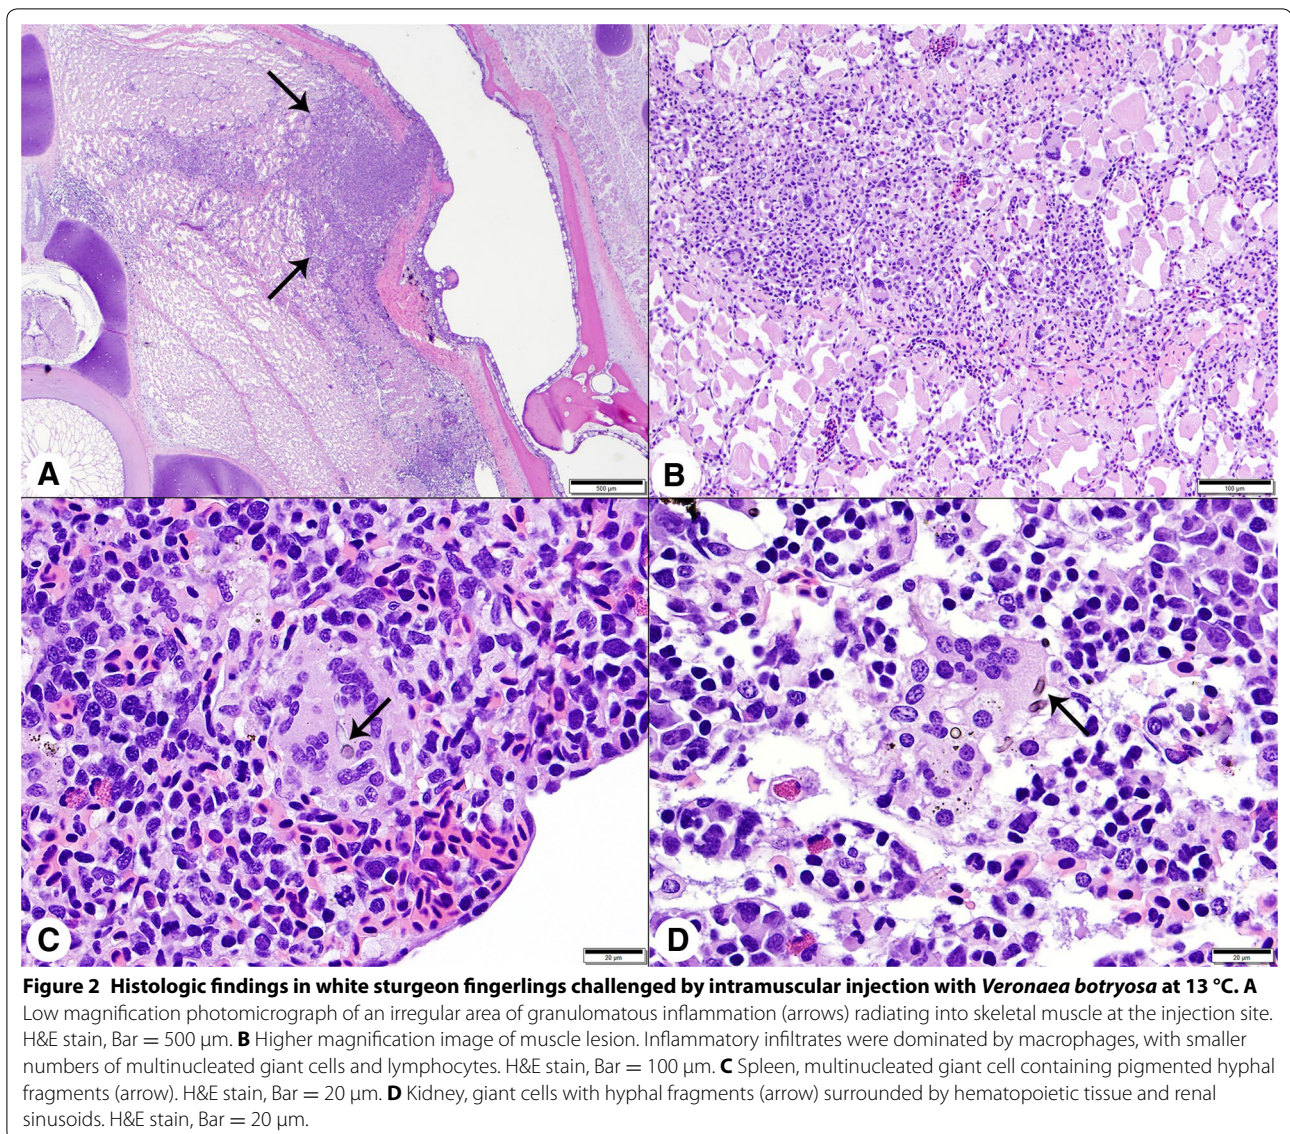 A
500 µm
B
100 µm
C
20 µm
D
20 µm
Figure 2 Histologic findings in white sturgeon fingerlings challenged by intramuscular injection with Veronaea botryosa at 13 °C. A
Low magnification photomicrograph of an irregular area of granulomatous inflammation (arrows) radiating into skeletal muscle at the injection site.
H&E stain, Bar = 500 µm. B Higher magnification image of muscle lesion. Inflammatory infiltrates were dominated by macrophages, with smaller
numbers of multinucleated giant cells and lymphocytes. H&E stain, Bar = 100 µm. C Spleen, multinucleated giant cell containing pigmented hyphal
fragments (arrow). H&E stain, Bar = 20 µm. D Kidney, giant cells with hyphal fragments (arrow) surrounded by hematopoietic tissue and renal
sinusoids. H&E stain, Bar = 20 µm.